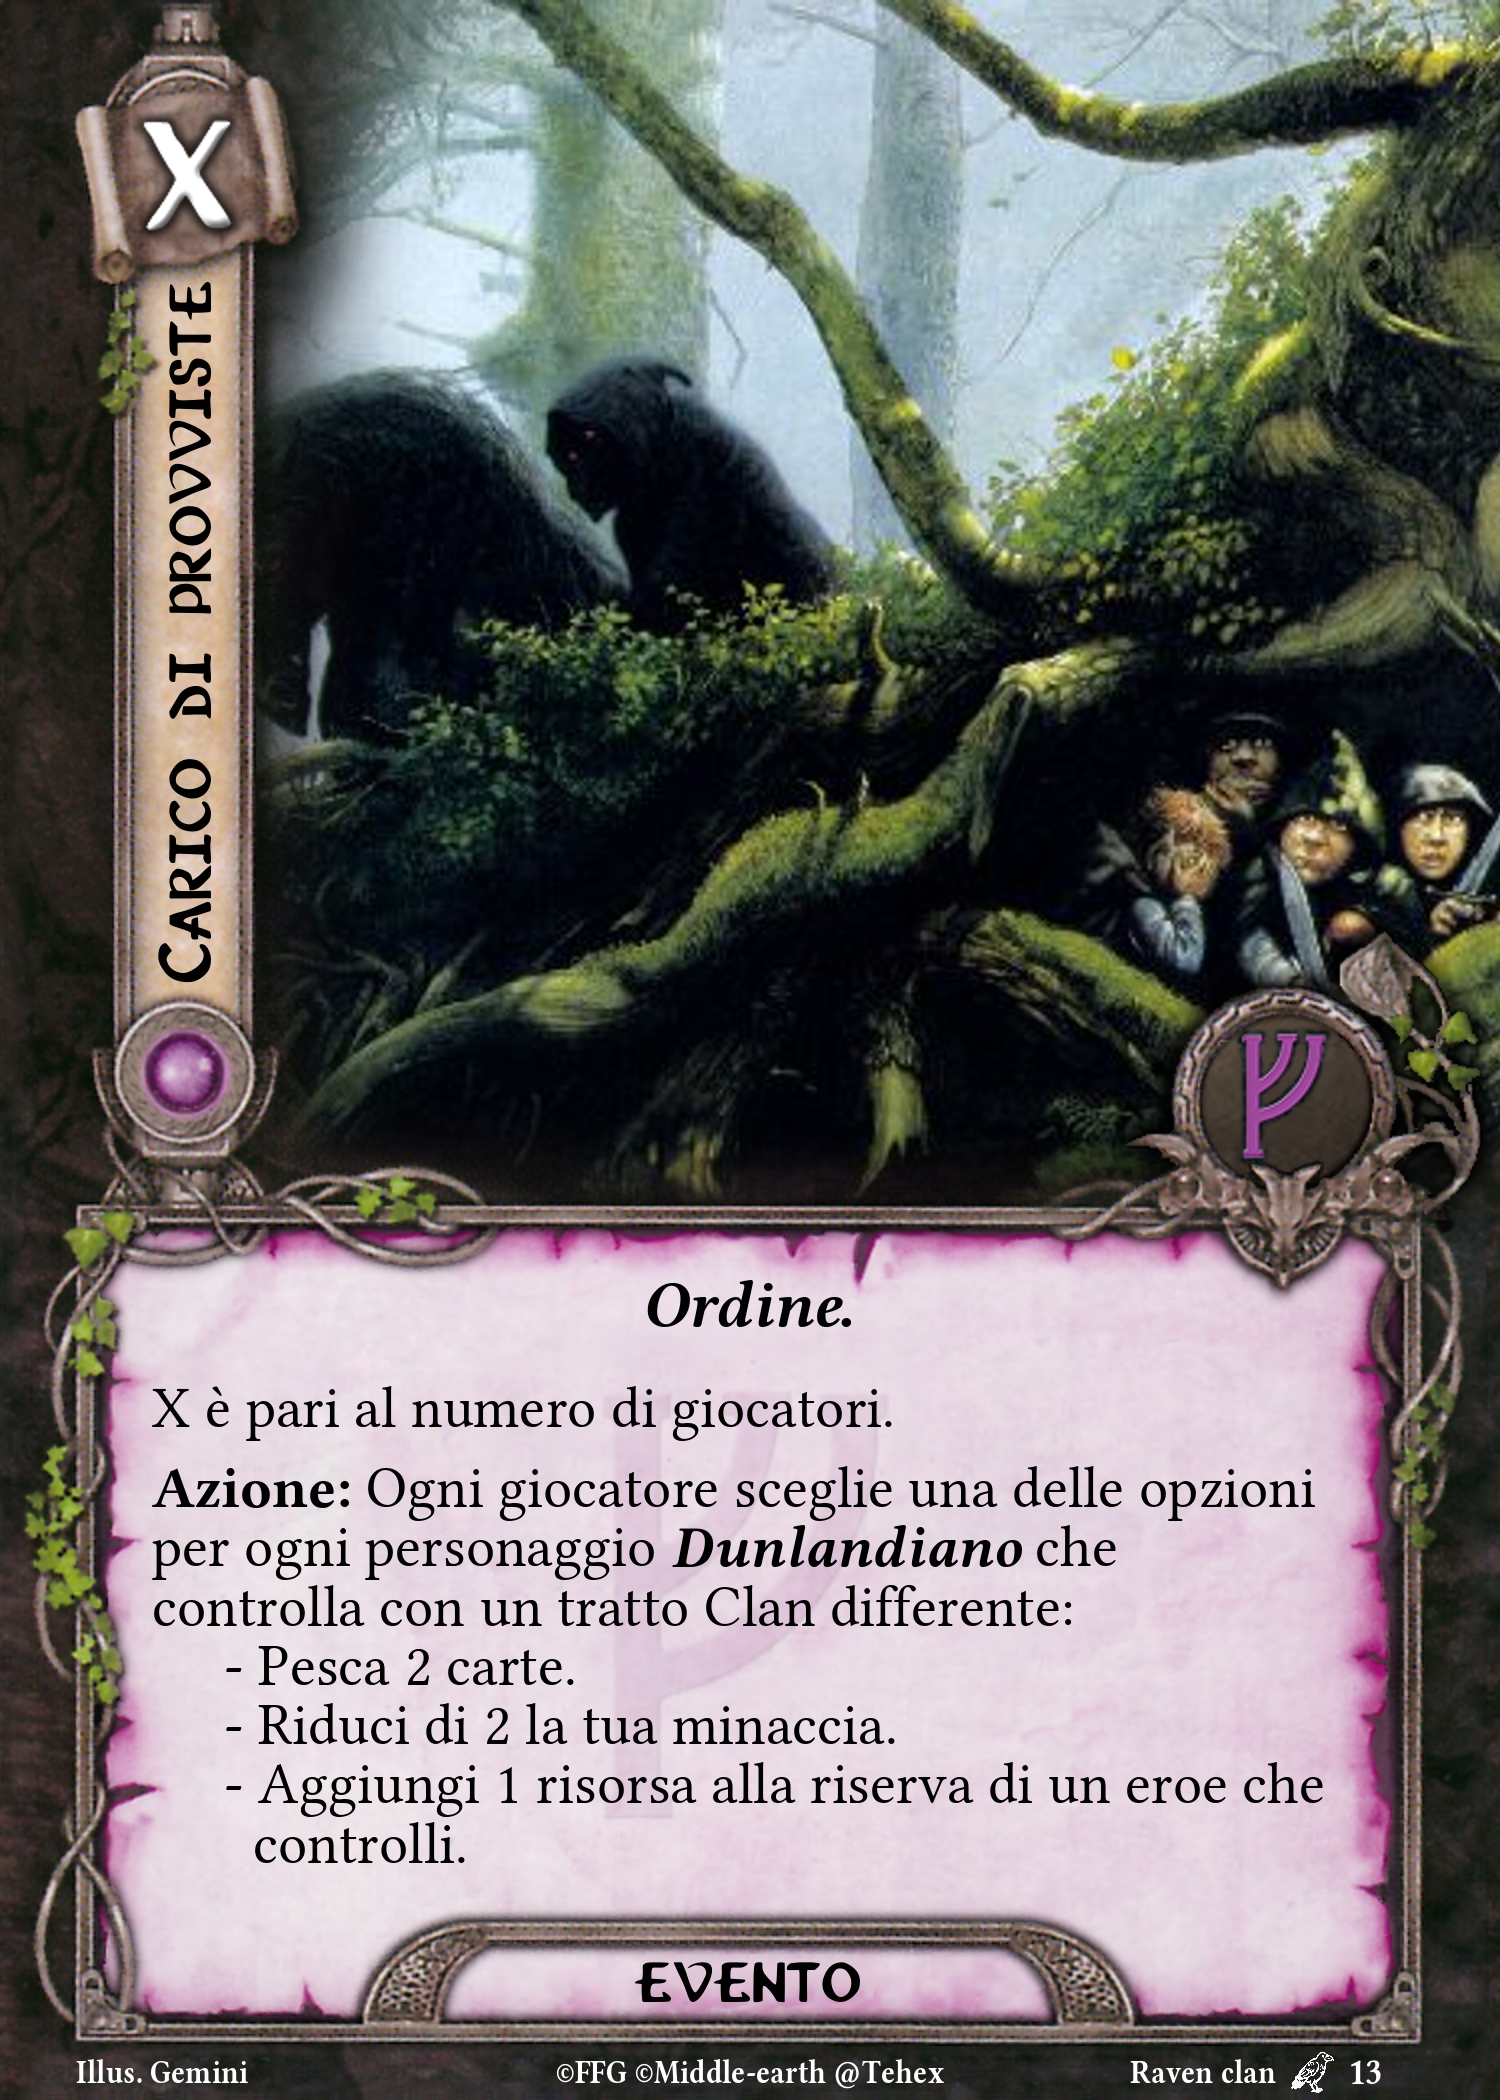 X
Carico di provviste
Ordine.
X è pari al numero di giocatori.
Azione: Ogni giocatore sceglie una delle opzioni
per ogni personaggio Dunlandiano che
controlla con un tratto Clan differente:
- Pesca 2 carte.
- Riduci di 2 la tua minaccia.
- Aggiungi 1 risorsa alla riserva di un eroe che
controlli.
EVENTO
Illus. Gemini
©FFG ©Middle-earth @Tehex
Raven clan 13